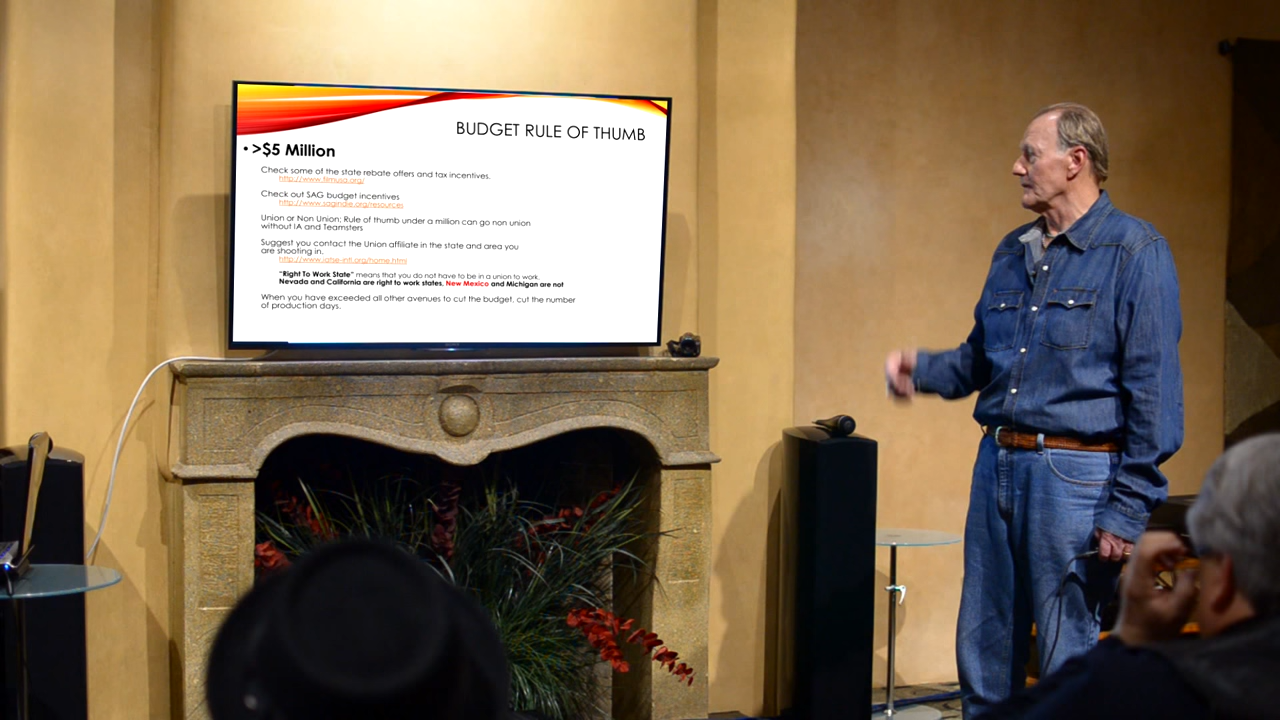 BUDGET RULE OF THUMB
• >$5 Million
Check some of the state rebate offers and tax incentives.
http://www.filmusa.org/
Check out SAG budget incentives
http://www.sagindie.org/resources
Union or Non Union; Rule of thumb under a million can go non union
without IA and Teamsters
Suggest you contact the Union affiliate in the state and area you
are shooting in.
http://www.iatse-intl.org/home.html
"Right To Work State" means that you do not have to be in a union to work.
Nevada and California are right to work states. New Mexico and Michigan are not
When you have exceeded all other avenues to cut the budget, cut the number
of production days.